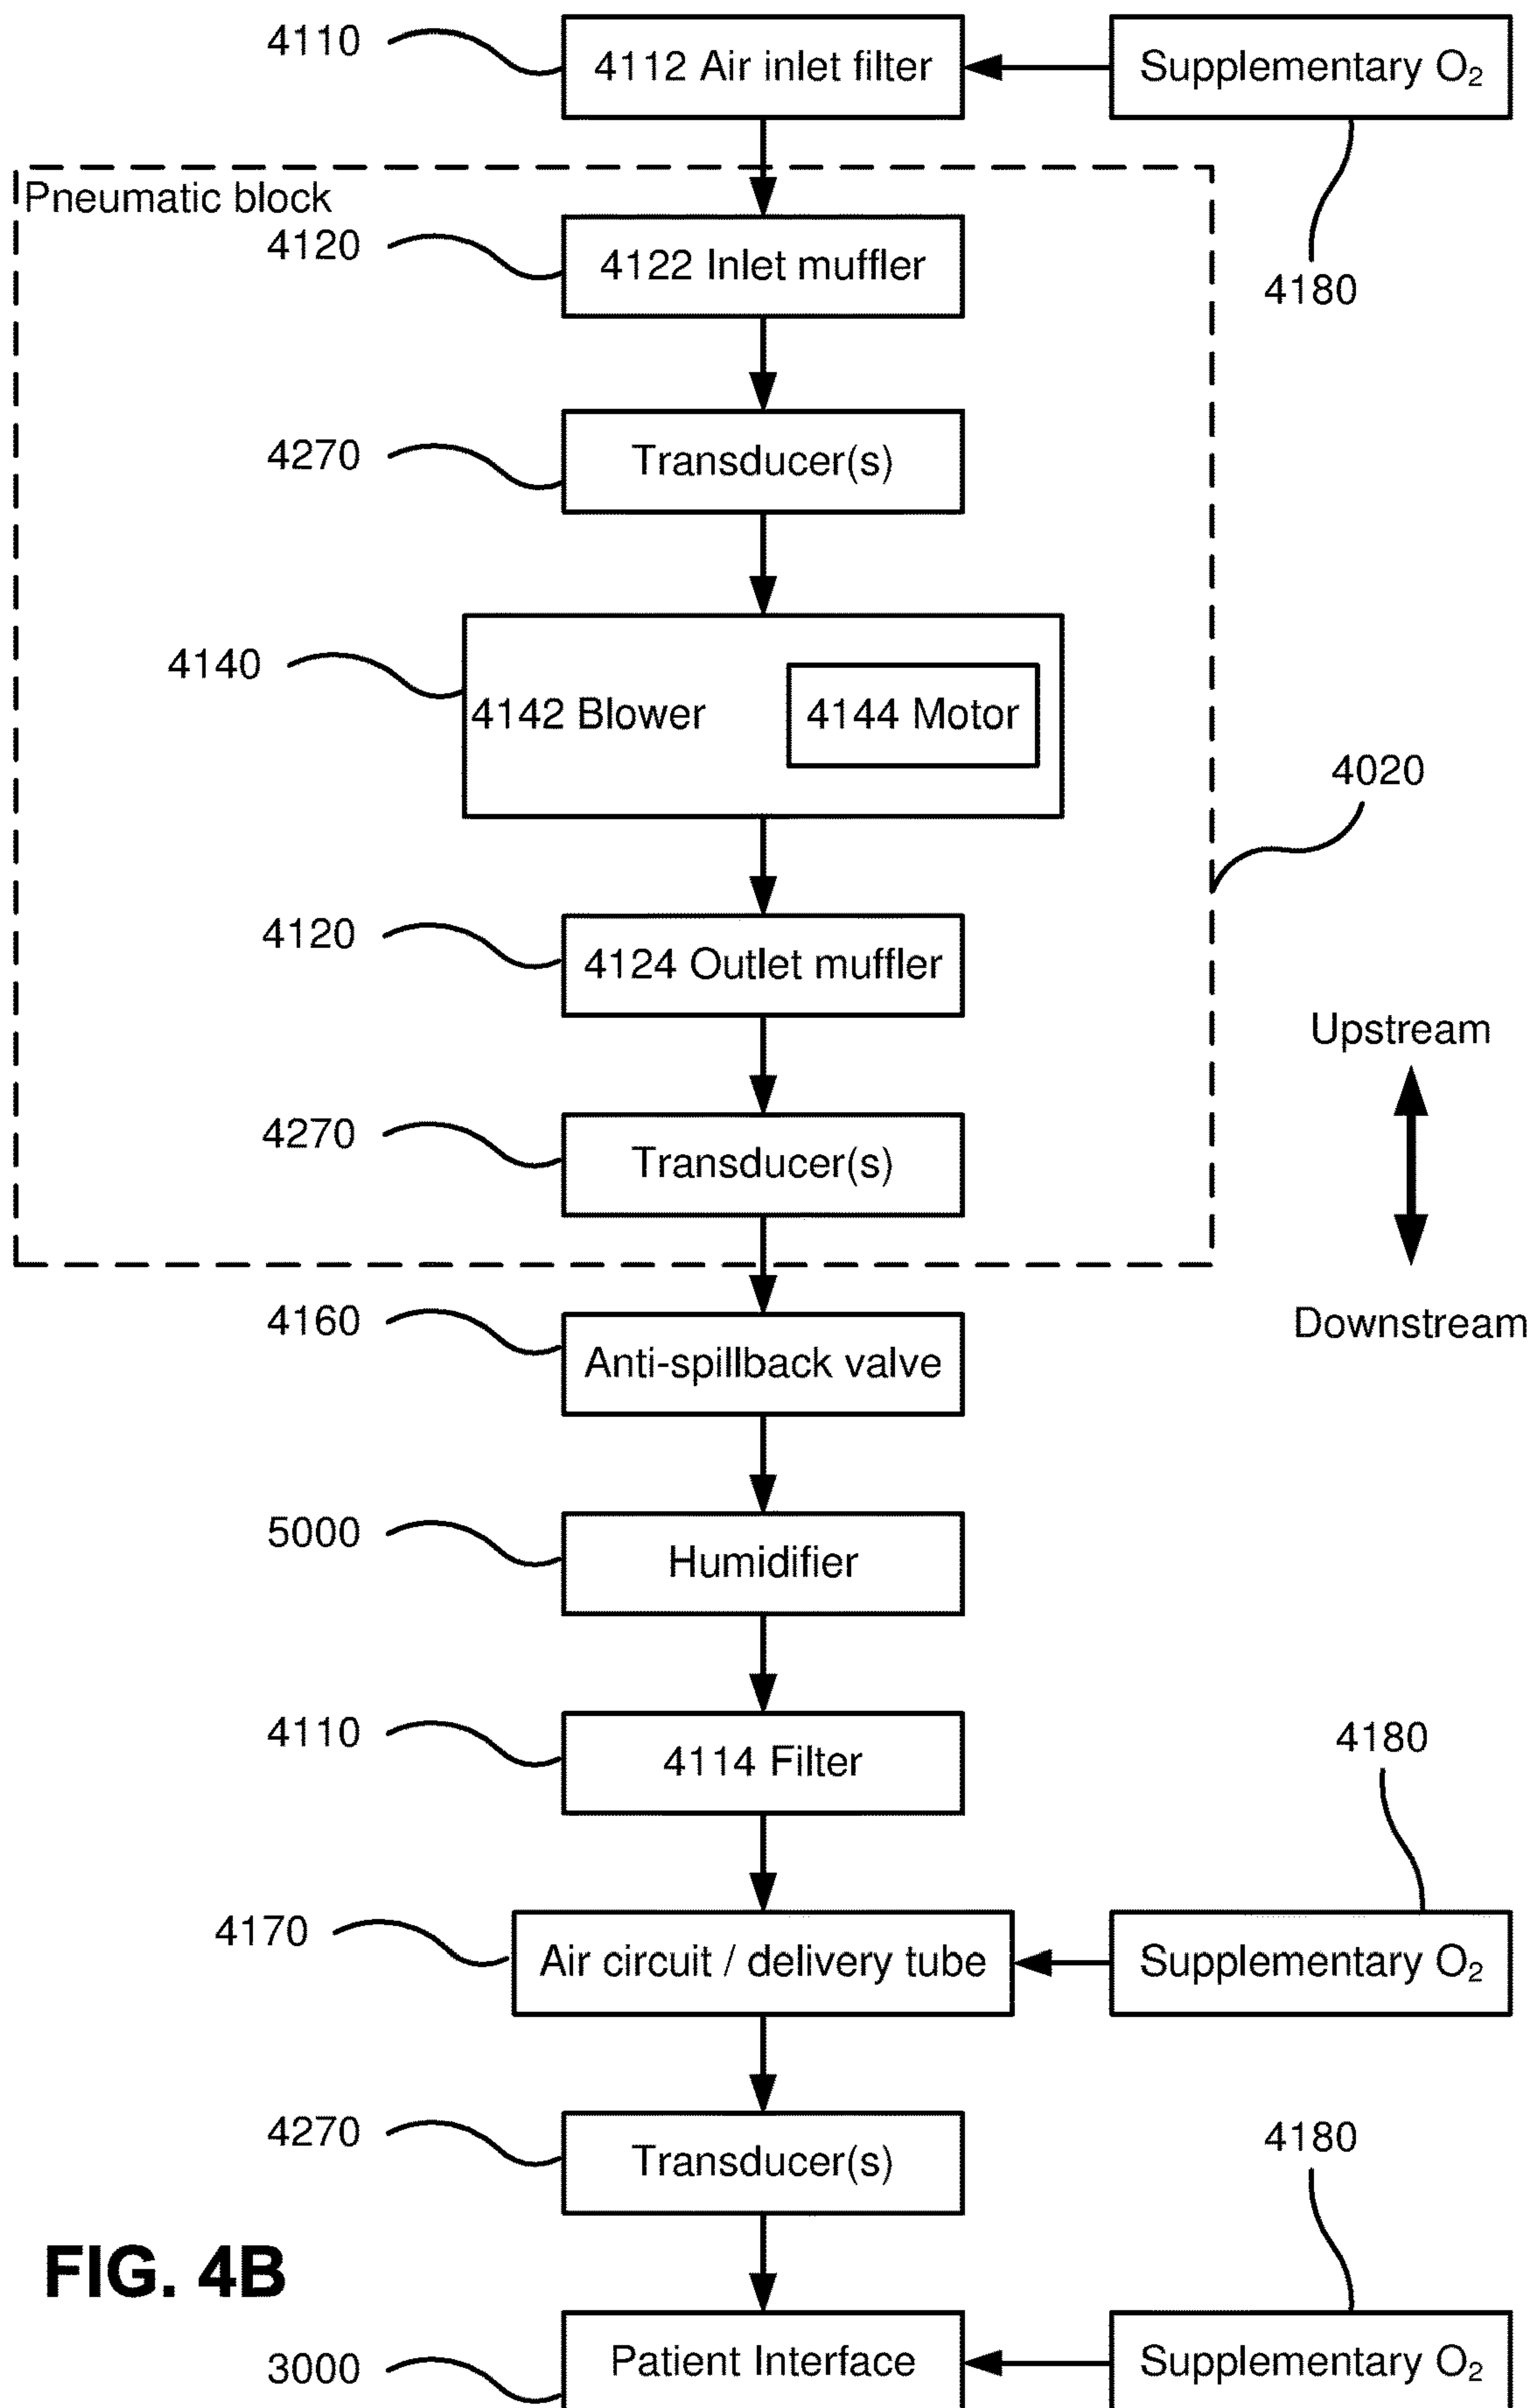 4110
4112 Air inlet filter
Supplementary O₂
Pneumatic block
4120
4122 Inlet muffler
4180
4270
Transducer(s)
4140
4142 Blower
4144 Motor
4020
4120
4124 Outlet muffler
Upstream
4270
Transducer(s)
4160
Anti-spillback valve
Downstream
5000
Humidifier
4110
4114 Filter
4180
4170
Air circuit / delivery tube
Supplementary O₂
4270
Transducer(s)
4180
FIG. 4B
3000
Patient Interface
Supplementary O₂